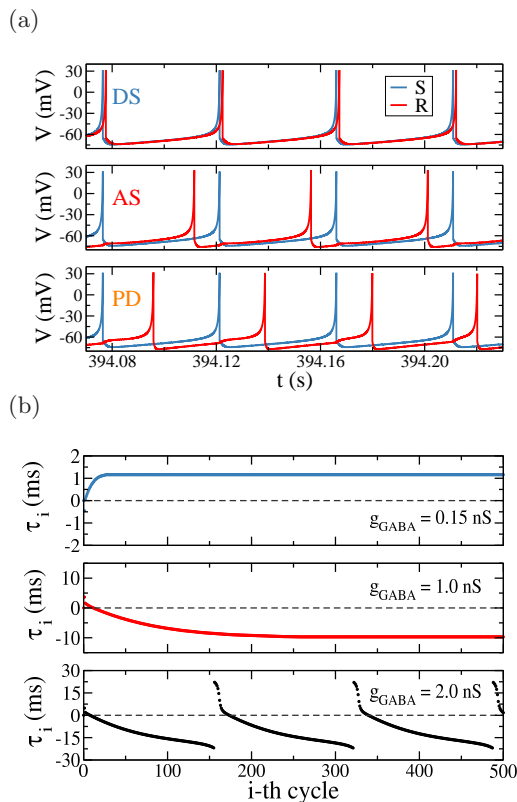 (a)
V (mV)
30
0
-30
-60
DS
S
R
V (mV)
30
0
-30
-60
AS
V (mV)
30
0
-30
-60
PD
394.08 394.12 394.16 394.20
t (s)
(b)
τi (ms)
2
1
0
-1
-2
gGABA = 0.15 nS
τi (ms)
10
0
-10
gGABA = 1.0 nS
τi (ms)
30
15
0
-15
-30
gGABA = 2.0 nS
0 100 200 300 400 500
i-th cycle